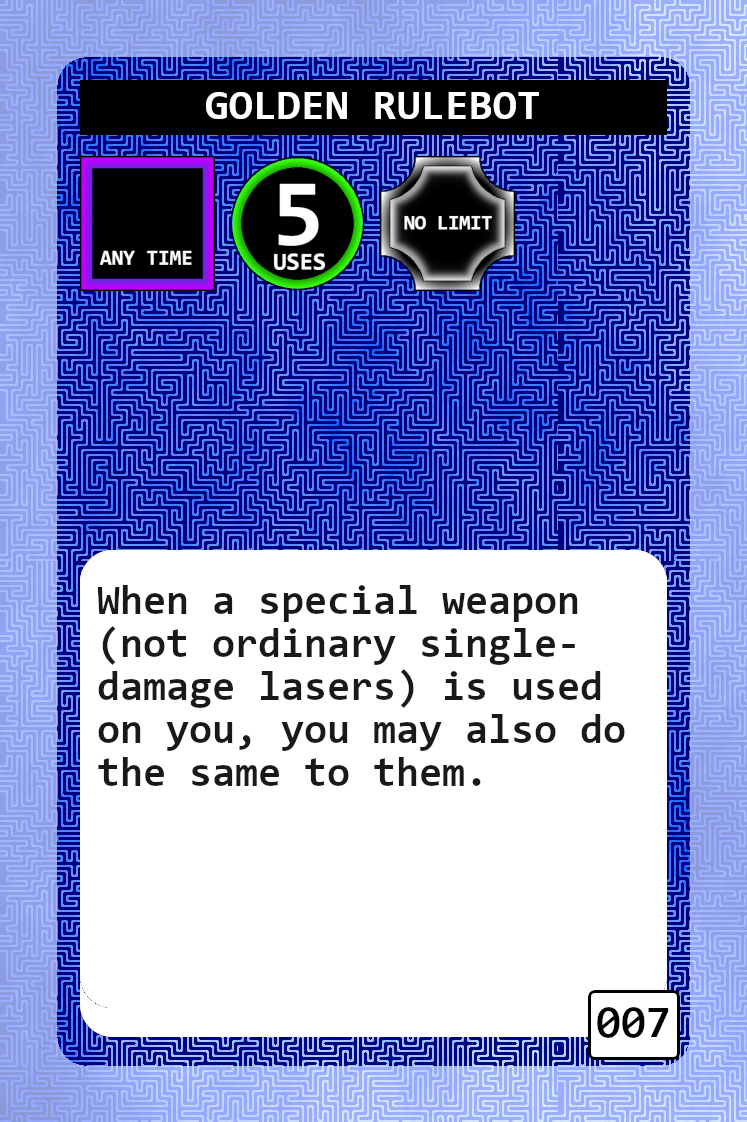 GOLDEN RULEBOT
ANY TIME
5
USES
NO LIMIT
When a special weapon
(not ordinary single-
damage lasers) is used
on you, you may also do
the same to them.
007